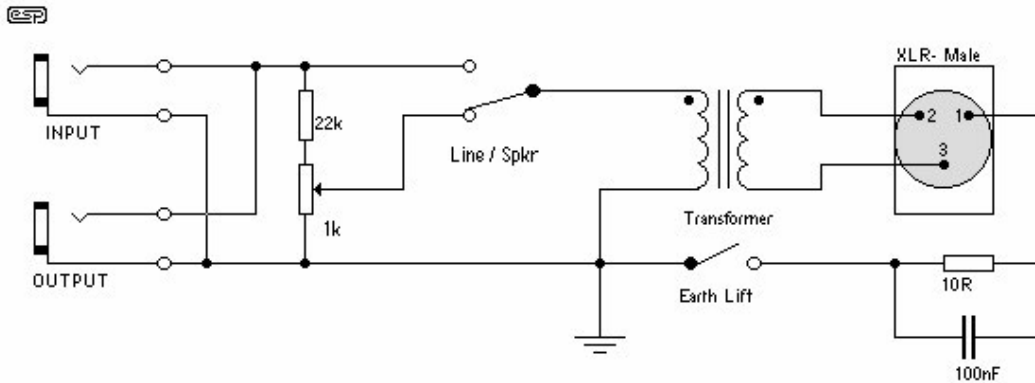 esp
XLR- Male
INPUT
22k
Line / Spkr
2
1
3
1k
Transformer
OUTPUT
Earth Lift
10R
100nF